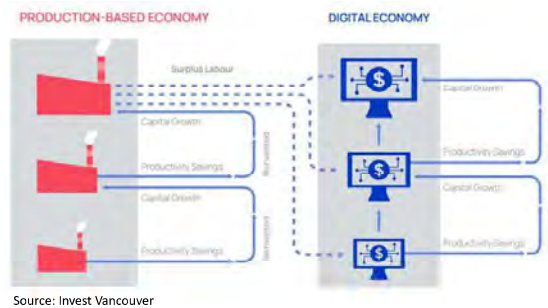 PRODUCTION-BASED ECONOMY
DIGITAL ECONOMY
Surplus Labour
Capital Growth
Productivity Savings
Reinvested
Capital Growth
Productivity Savings
Reinvested
Capital Growth
Productivity Savings
Capital Growth
Productivity Savings
Source: Invest Vancouver